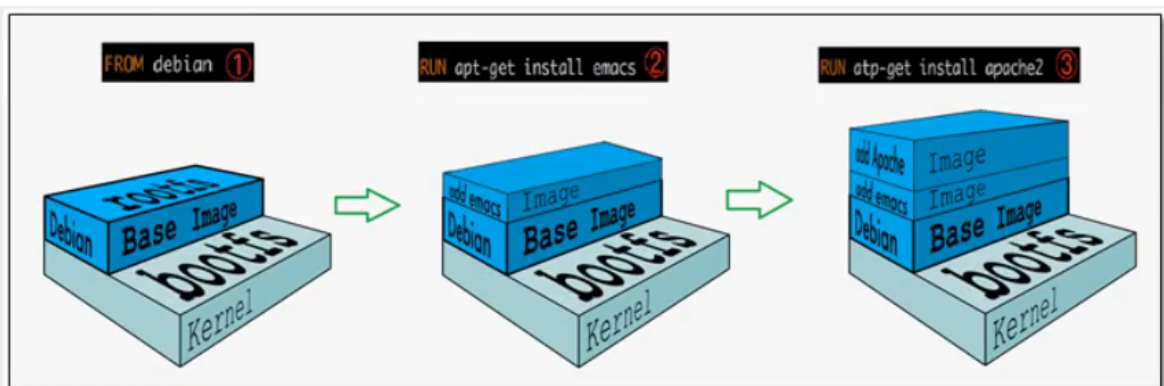 FROM debian ①
RUN apt-get install emacs ②
RUN atp-get install apache2 ③
rootfs
Debian
Base Image
bootfs
Kernel
add emacs
Image
Debian
Base Image
bootfs
Kernel
add Apache
Image
add emacs
Image
Debian
Base Image
bootfs
Kernel